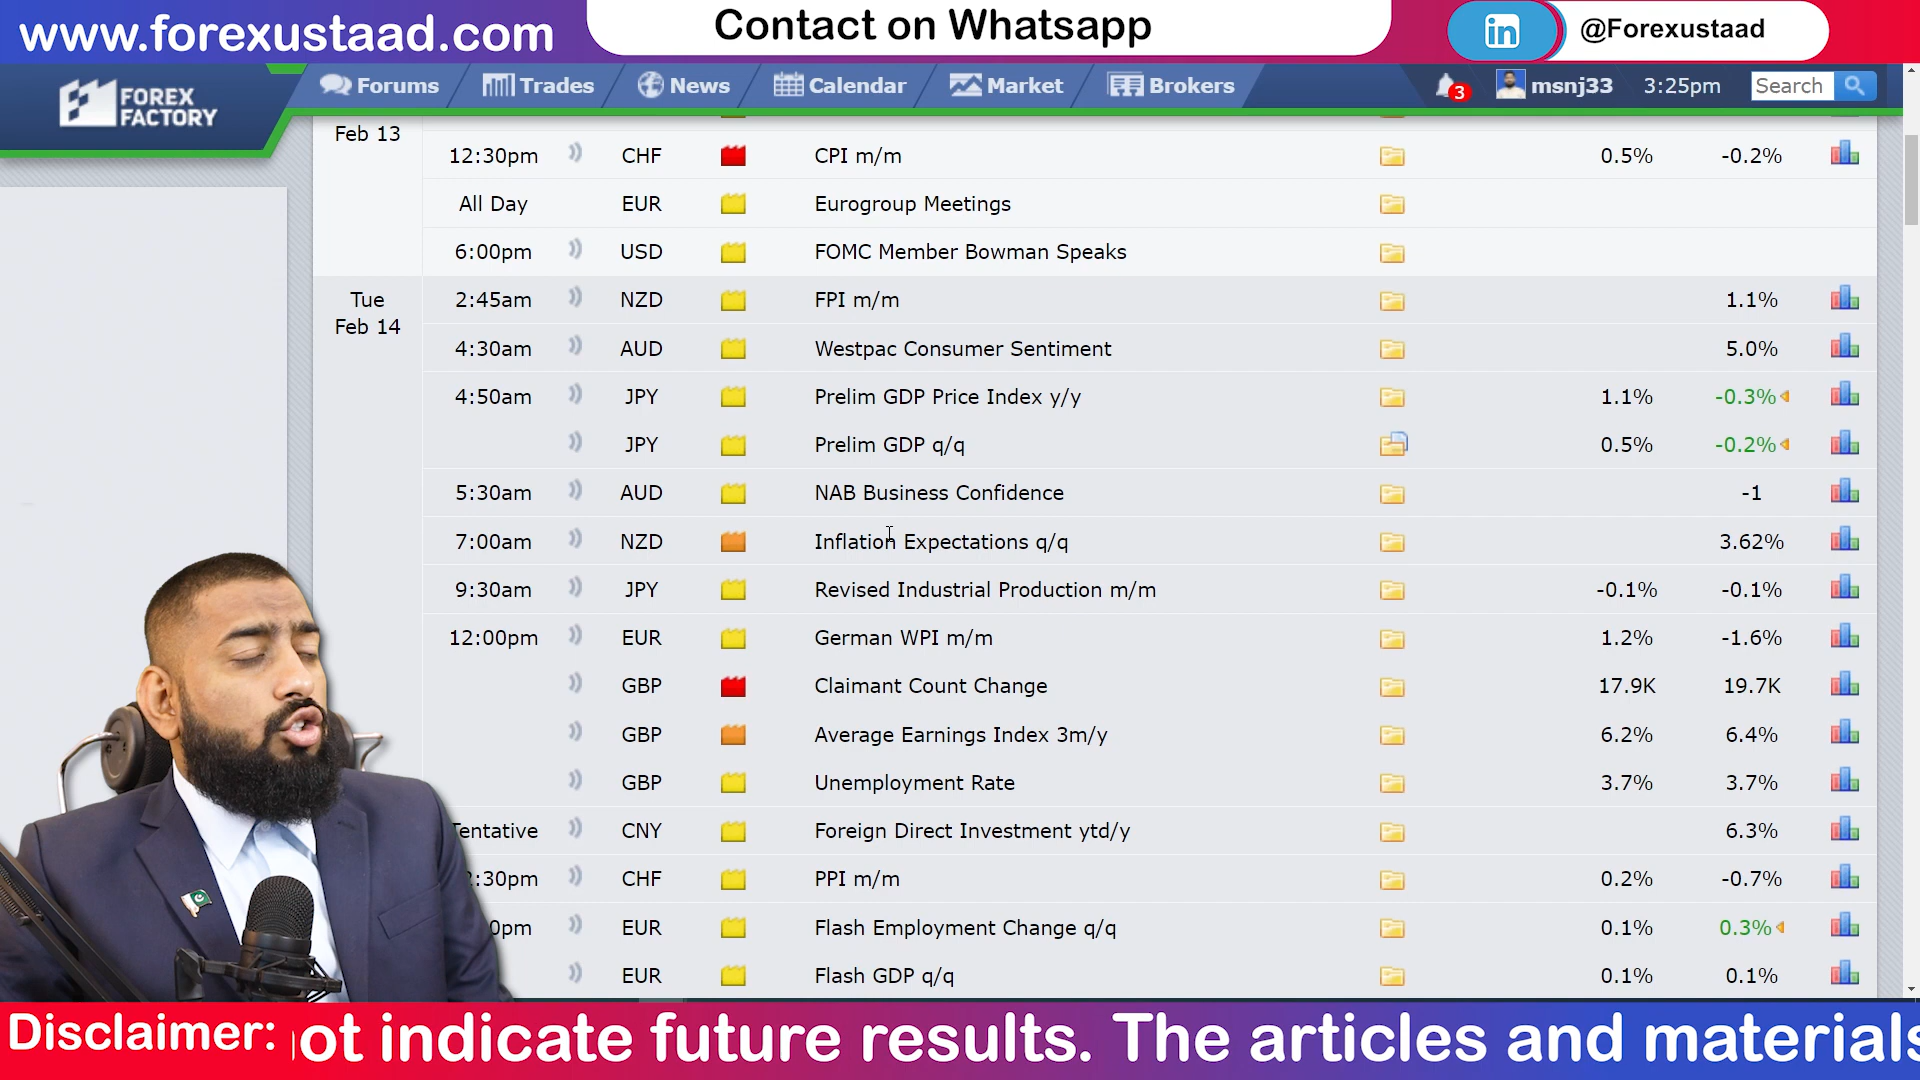 www.forexustaad.com
Contact on Whatsapp
in @Forexustaad
FOREX
FACTORY
Forums Trades News Calendar Market Brokers 3 msnj33 3:25pm Search
Feb 13
12:30pm CHF CPI m/m 0.5% -0.2%
All Day EUR Eurogroup Meetings
6:00pm USD FOMC Member Bowman Speaks
Tue
Feb 14
2:45am NZD FPI m/m 1.1%
4:30am AUD Westpac Consumer Sentiment 5.0%
4:50am JPY Prelim GDP Price Index y/y 1.1% -0.3%
JPY Prelim GDP q/q 0.5% -0.2%
5:30am AUD NAB Business Confidence -1
7:00am NZD Inflation Expectations q/q 3.62%
9:30am JPY Revised Industrial Production m/m -0.1% -0.1%
12:00pm EUR German WPI m/m 1.2% -1.6%
GBP Claimant Count Change 17.9K 19.7K
GBP Average Earnings Index 3m/y 6.2% 6.4%
GBP Unemployment Rate 3.7% 3.7%
Tentative CNY Foreign Direct Investment ytd/y 6.3%
:30pm CHF PPI m/m 0.2% -0.7%
0pm EUR Flash Employment Change q/q 0.1% 0.3%
EUR Flash GDP q/q 0.1% 0.1%
Disclaimer: ot indicate future results. The articles and materials